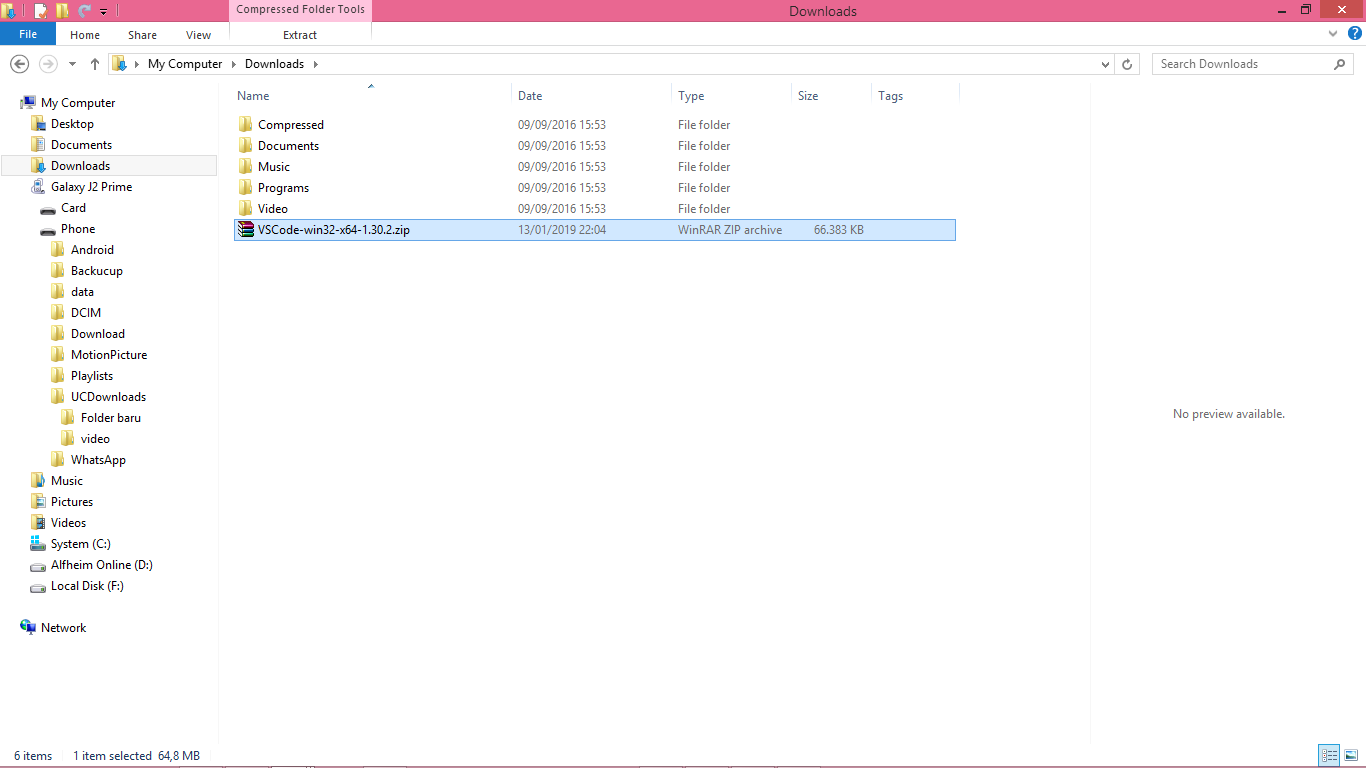 Compressed Folder Tools
Downloads
File Home Share View Extract
My Computer Downloads
Search Downloads
Name Date Type Size Tags
Compressed 09/09/2016 15:53 File folder
Documents 09/09/2016 15:53 File folder
Music 09/09/2016 15:53 File folder
Programs 09/09/2016 15:53 File folder
Video 09/09/2016 15:53 File folder
VSCode-win32-x64-1.30.2.zip 13/01/2019 22:04 WinRAR ZIP archive 66.383 KB
My Computer
Desktop
Documents
Downloads
Galaxy J2 Prime
Card
Phone
Android
Backucup
data
DCIM
Download
MotionPicture
Playlists
UCDownloads
Folder baru
video
WhatsApp
Music
Pictures
Videos
System (C:)
Alfheim Online (D:)
Local Disk (F:)
Network
No preview available.
6 items 1 item selected 64,8 MB